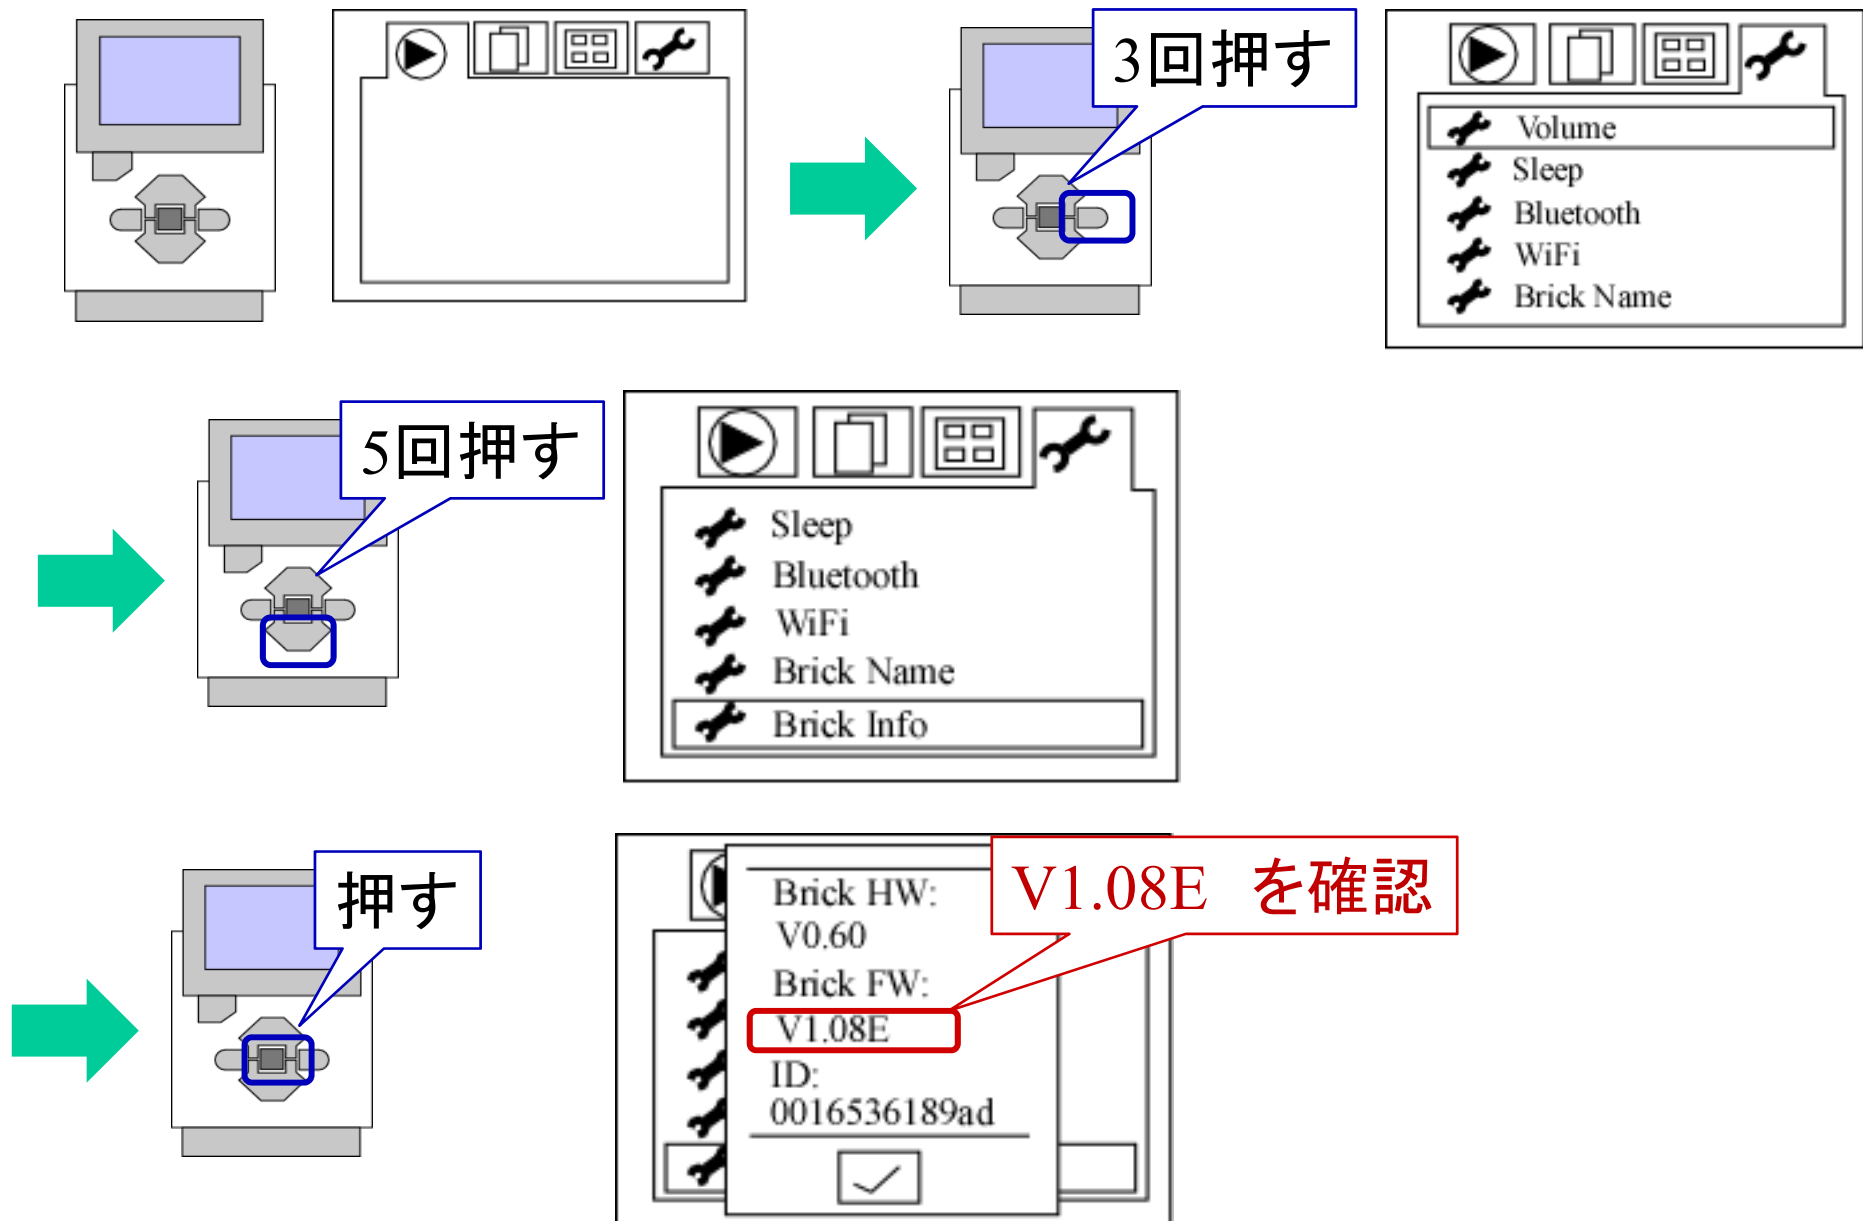 3回押す
Volume
Sleep
Bluetooth
WiFi
Brick Name
5回押す
Sleep
Bluetooth
WiFi
Brick Name
Brick Info
押す
Brick HW:
V0.60
Brick FW:
V1.08E
ID:
0016536189ad
V1.08E を確認